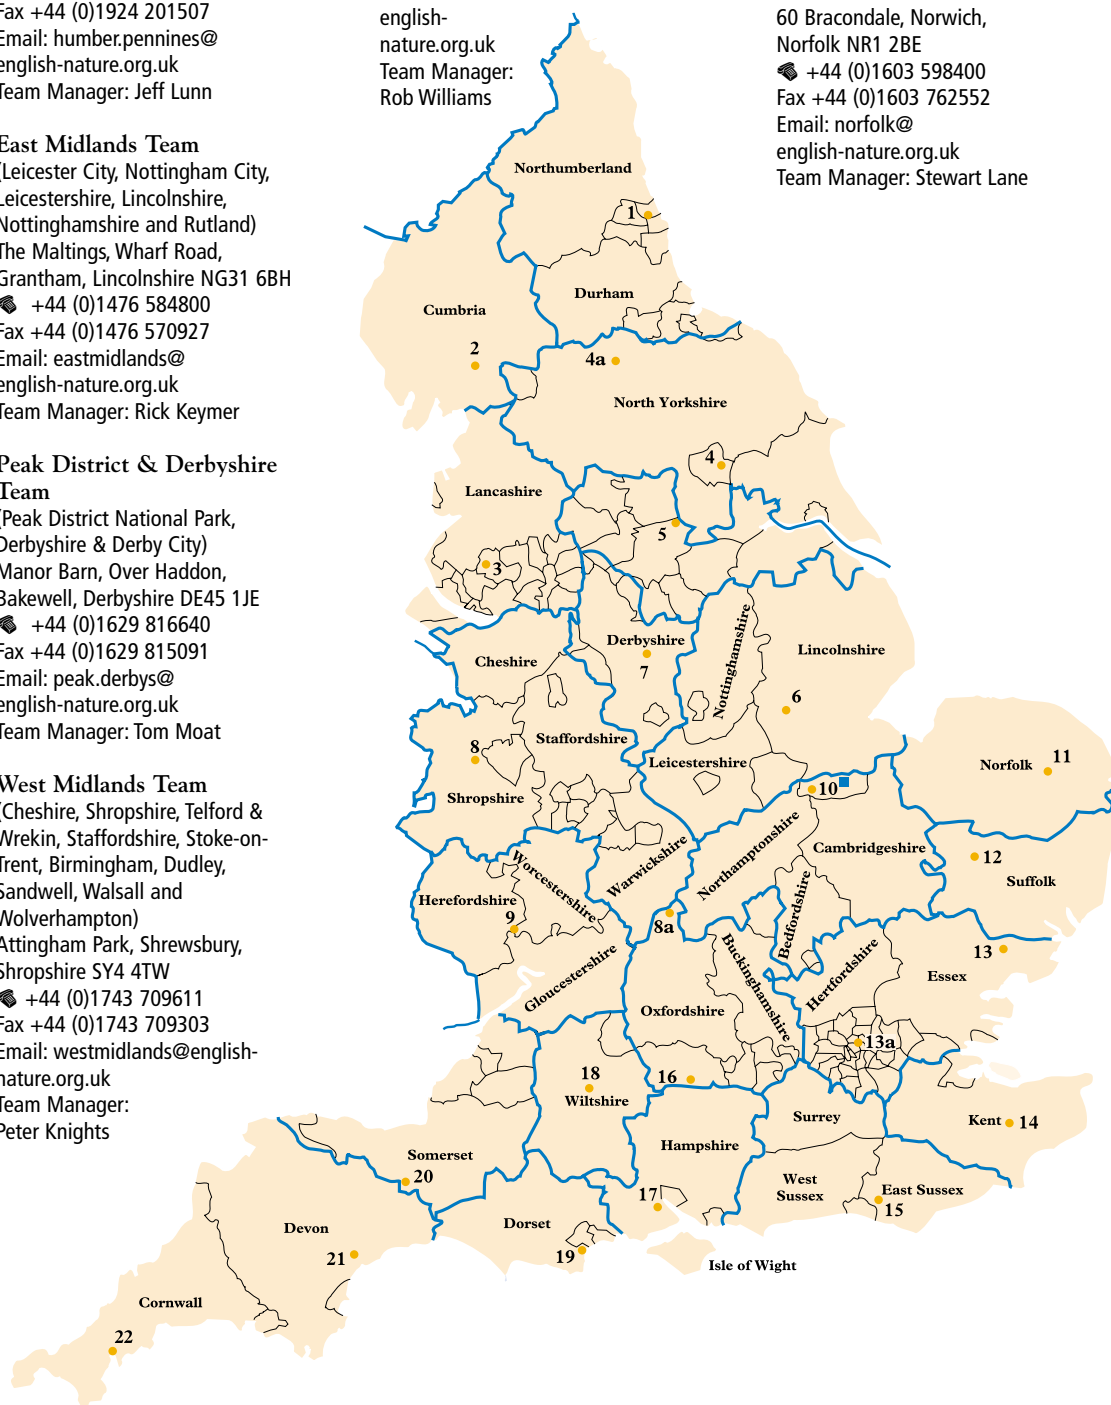 Fax +44 (0)1924 201507
Email: humber.pennines@
english-nature.org.uk
Team Manager: Jeff Lunn
East Midlands Team
(Leicester City, Nottingham City,
Leicestershire, Lincolnshire,
Nottinghamshire and Rutland)
The Maltings, Wharf Road,
Grantham, Lincolnshire NG31 6BH
+44 (0)1476 584800
Fax +44 (0)1476 570927
Email: eastmidlands@
english-nature.org.uk
Team Manager: Rick Keymer
Peak District & Derbyshire
Team
(Peak District National Park,
Derbyshire & Derby City)
Manor Barn, Over Haddon,
Bakewell, Derbyshire DE45 1JE
+44 (0)1629 816640
Fax +44 (0)1629 815091
Email: peak.derbys@
english-nature.org.uk
Team Manager: Tom Moat
West Midlands Team
(Cheshire, Shropshire, Telford &
Wrekin, Staffordshire, Stoke-on-
Trent, Birmingham, Dudley,
Sandwell, Walsall and
Wolverhampton)
Attingham Park, Shrewsbury,
Shropshire SY4 4TW
+44 (0)1743 709611
Fax +44 (0)1743 709303
Email: westmidlands@english-
nature.org.uk
Team Manager:
Peter Knights
english-
nature.org.uk
Team Manager:
Rob Williams
60 Bracondale, Norwich,
Norfolk NR1 2BE
+44 (0)1603 598400
Fax +44 (0)1603 762552
Email: norfolk@
english-nature.org.uk
Team Manager: Stewart Lane
Northumberland
1
Durham
Cumbria
2
4a
North Yorkshire
4
Lancashire
5
3
Derbyshire
7
Cheshire
Nottinghamshire
Lincolnshire
6
Staffordshire
8
Leicestershire
Shropshire
10
Norfolk
11
Northamptonshire
Cambridgeshire
12
Suffolk
Warwickshire
Worcestershire
Herefordshire
9
8a
Bedfordshire
Buckinghamshire
Hertfordshire
13
Essex
Gloucestershire
Oxfordshire
13a
16
18
Wiltshire
Surrey
Kent
14
Hampshire
Somerset
20
West
Sussex
East Sussex
15
17
Dorset
19
Isle of Wight
Devon
21
Cornwall
22